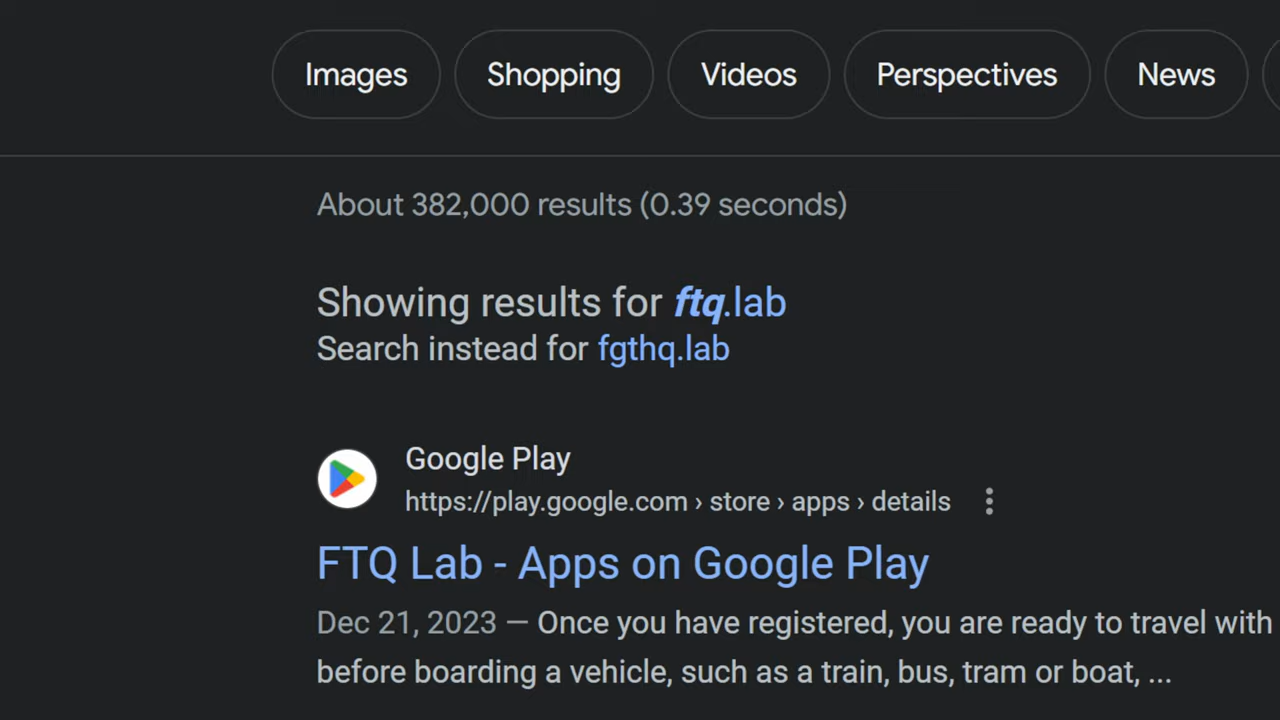 Images Shopping Videos Perspectives News
About 382,000 results (0.39 seconds)
Showing results for ftq.lab
Search instead for fgthq.lab
Google Play
https://play.google.com › store › apps › details
FTQ Lab - Apps on Google Play
Dec 21, 2023 — Once you have registered, you are ready to travel with
before boarding a vehicle, such as a train, bus, tram or boat, ...